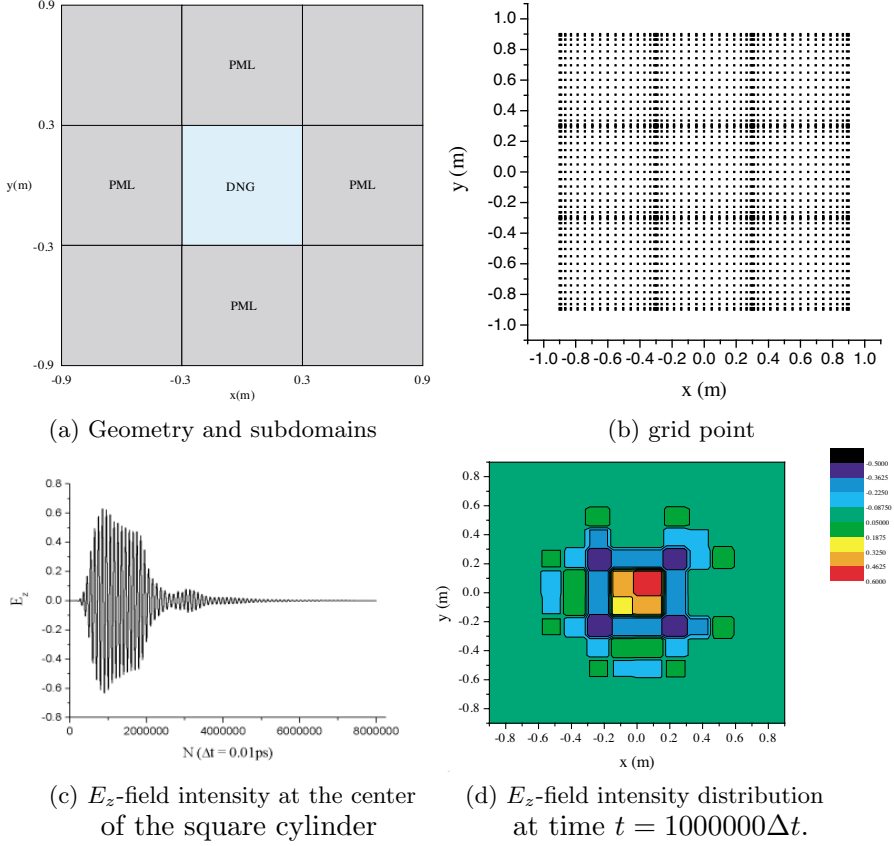 0.9
PML
0.3
y(m)
PML
DNG
PML
-0.3
PML
-0.9
-0.9
-0.3
0.3
0.9
x(m)
(a) Geometry and subdomains
1.0
0.8
0.6
0.4
0.2
0.0
-0.2
-0.4
-0.6
-0.8
-1.0
y (m)
-1.0 -0.8 -0.6 -0.4 -0.2 0.0 0.2 0.4 0.6 0.8 1.0
x (m)
(b) grid point
0.8
0.6
0.4
0.2
0.0
-0.2
-0.4
-0.6
-0.8
E_z
0 2000000 4000000 6000000 8000000
N (Δt = 0.01ps)
(c) E_z-field intensity at the center
of the square cylinder
0.8
0.6
0.4
0.2
0.0
-0.2
-0.4
-0.6
-0.8
y (m)
-0.8 -0.6 -0.4 -0.2 0.0 0.2 0.4 0.6 0.8
x (m)
-0.5000
-0.3625
-0.2250
-0.08750
0.05000
0.1875
0.3250
0.4625
0.6000
(d) E_z-field intensity distribution
at time t = 1000000Δt.